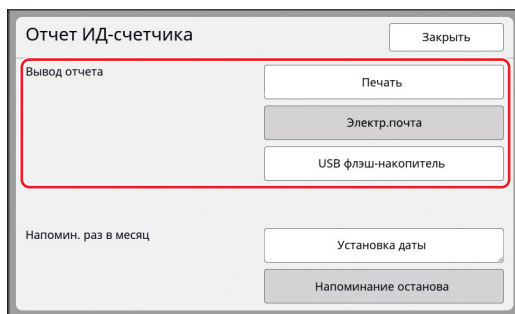 Отчет ИД-счетчика
Закрыть
Вывод отчета
Печать
Электр.почта
USB флэш-накопитель
Напомин. раз в месяц
Установка даты
Напоминание останова